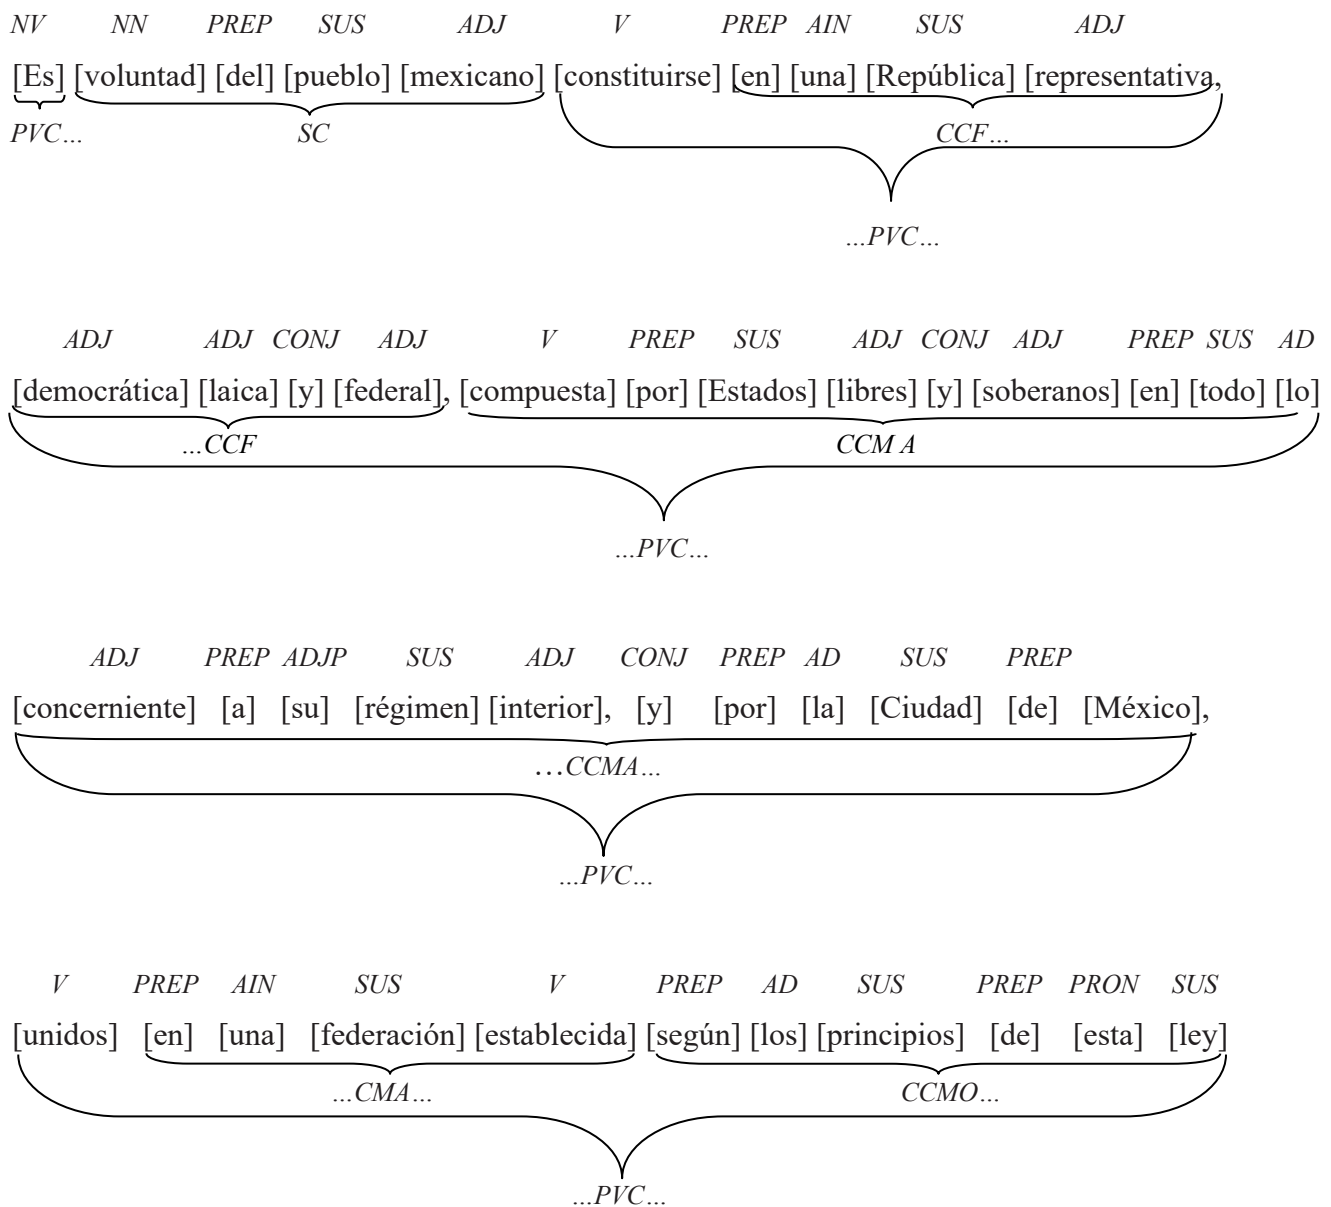 NV NN PREP SUS ADJ V PREP AIN SUS ADJ
[Es] [voluntad] [del] [pueblo] [mexicano] [constituirse] [en] [una] [República] [representativa,
PVC... SC CCF...
...PVC...
ADJ ADJ CONJ ADJ V PREP SUS ADJ CONJ ADJ PREP SUS AD
[democrática] [laica] [y] [federal], [compuesta] [por] [Estados] [libres] [y] [soberanos] [en] [todo] [lo]
...CCF CCM A
...PVC...
ADJ PREP ADJP SUS ADJ CONJ PREP AD SUS PREP
[concerniente] [a] [su] [régimen] [interior], [y] [por] [la] [Ciudad] [de] [México],
...CCMA...
...PVC...
V PREP AIN SUS V PREP AD SUS PREP PRON SUS
[unidos] [en] [una] [federación] [establecida] [según] [los] [principios] [de] [esta] [ley]
...CMA... CCMO...
...PVC...